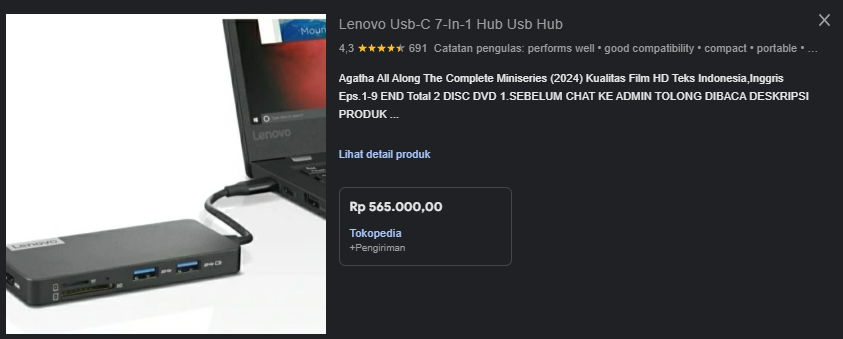 Lenovo Usb-C 7-In-1 Hub Usb Hub
4,3 ★★★★★ 691 Catatan pengulas: performs well • good compatibility • compact • portable • ...
Agatha All Along The Complete Miniseries (2024) Kualitas Film HD Teks Indonesia,Inggris
Eps.1-9 END Total 2 DISC DVD 1.SEBELUM CHAT KE ADMIN TOLONG DIBACA DESKRIPSI
PRODUK ...
Lihat detail produk
Rp 565.000,00
Tokopedia
+Pengiriman
Moun
Lenovo
Lenovo
SD